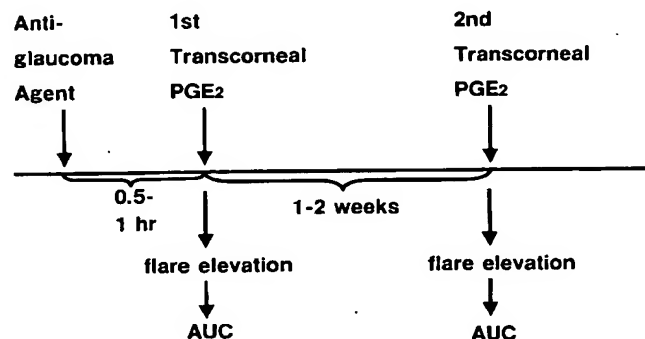 Anti-
glaucoma
Agent
1st
Transcorneal
PGE2
2nd
Transcorneal
PGE2
0.5-
1 hr
1-2 weeks
flare elevation
AUC
flare elevation
AUC